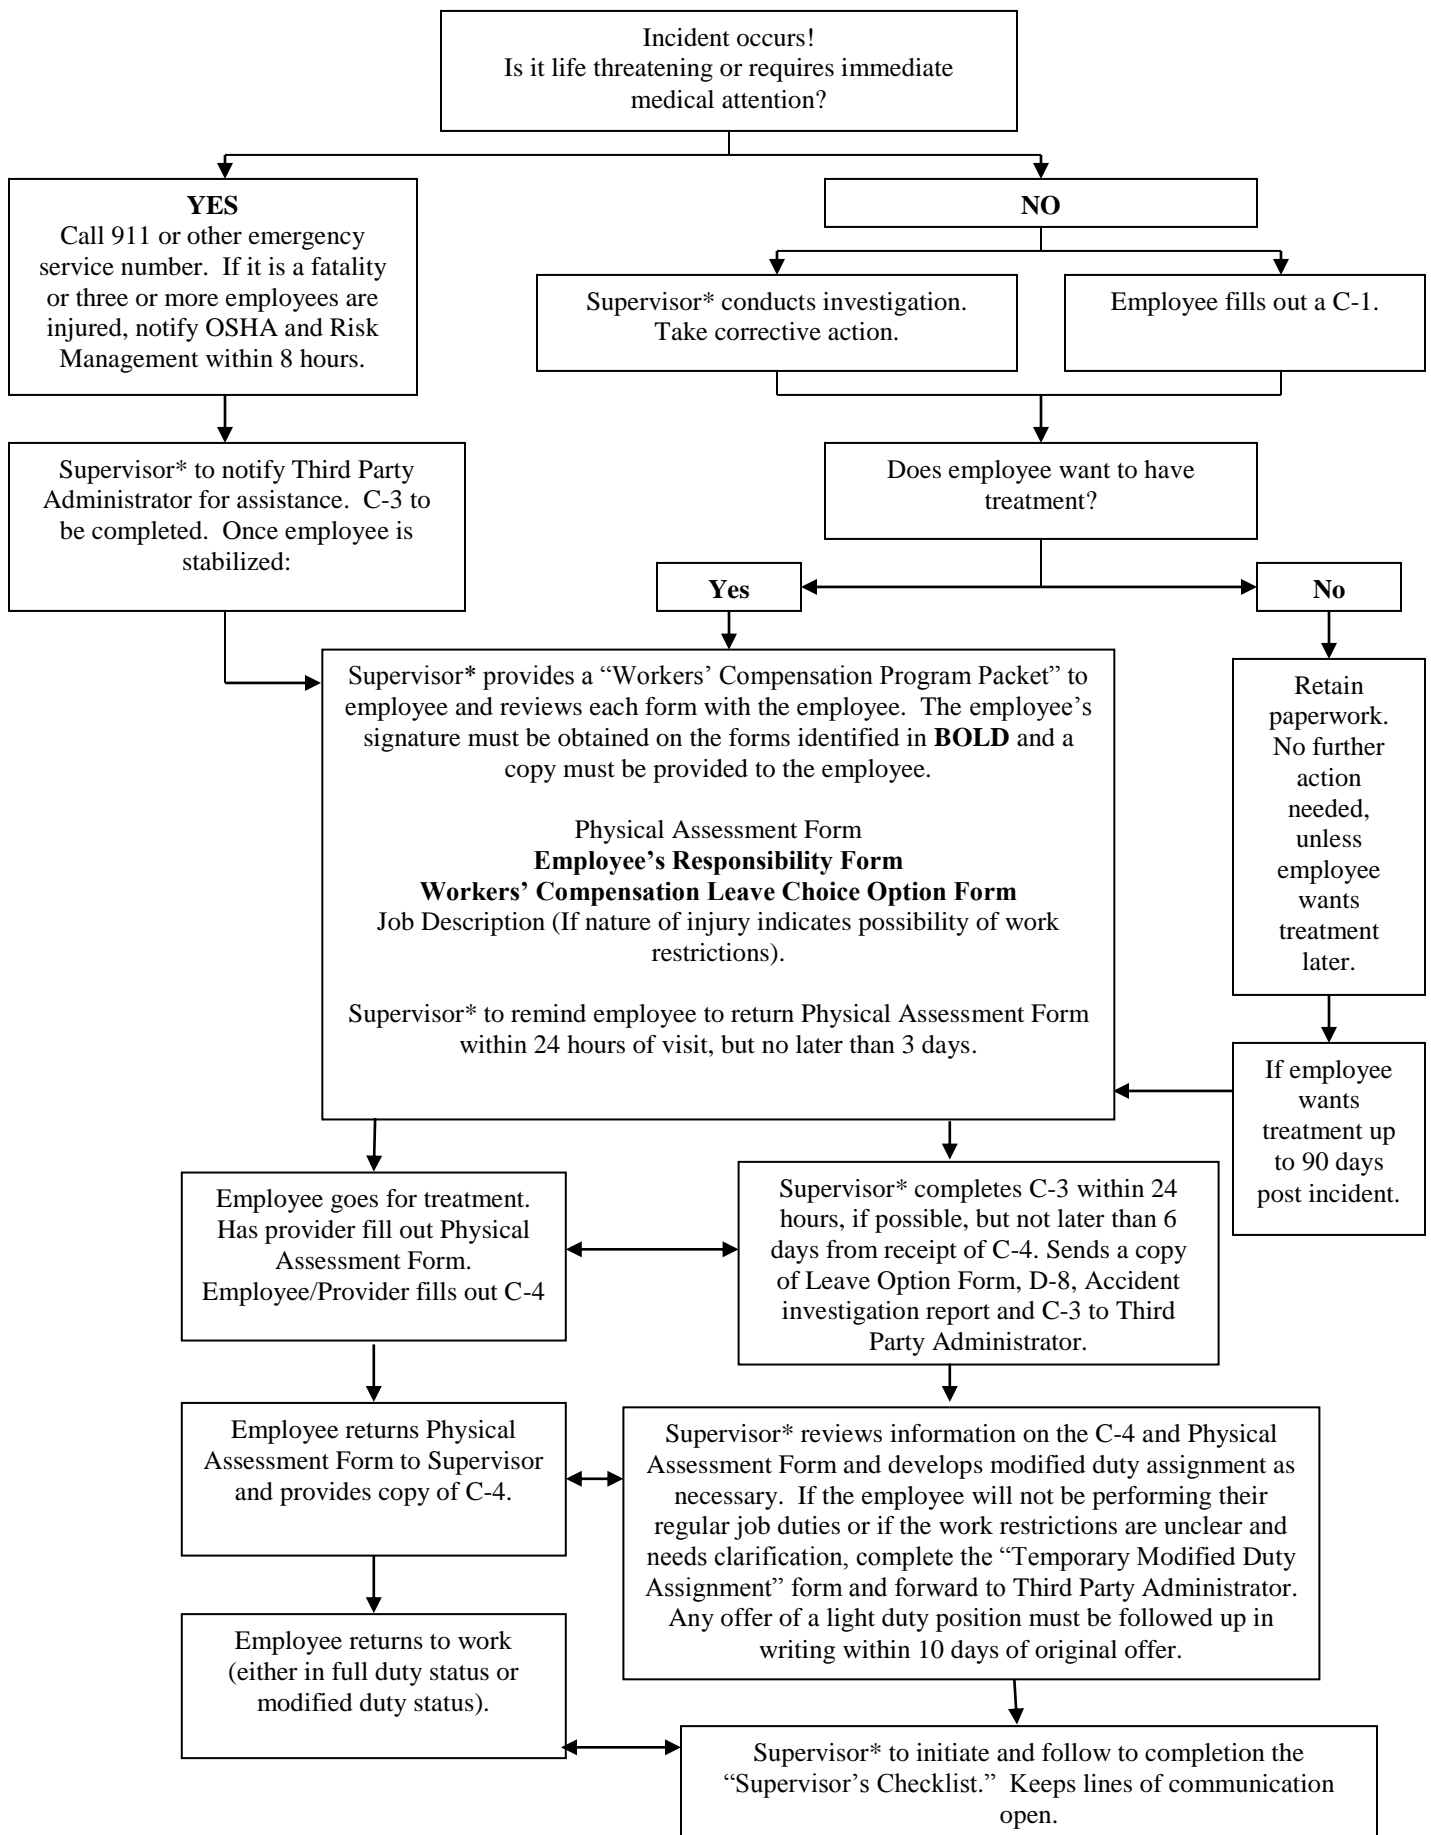 Incident occurs!
Is it life threatening or requires immediate
medical attention?
YES
Call 911 or other emergency
service number.  If it is a fatality
or three or more employees are
injured, notify OSHA and Risk
Management within 8 hours.
NO
Supervisor* conducts investigation.
Take corrective action.
Employee fills out a C-1.
Supervisor* to notify Third Party
Administrator for assistance.  C-3 to
be completed.  Once employee is
stabilized:
Does employee want to have
treatment?
Yes
No
Supervisor* provides a “Workers’ Compensation Program Packet” to
employee and reviews each form with the employee.  The employee’s
signature must be obtained on the forms identified in BOLD and a
copy must be provided to the employee.
Physical Assessment Form
Employee’s Responsibility Form
Workers’ Compensation Leave Choice Option Form
Job Description (If nature of injury indicates possibility of work
restrictions).
Supervisor* to remind employee to return Physical Assessment Form
within 24 hours of visit, but no later than 3 days.
Retain
paperwork.
No further
action
needed,
unless
employee
wants
treatment
later.
If employee
wants
treatment up
to 90 days
post incident.
Employee goes for treatment.
Has provider fill out Physical
Assessment Form.
Employee/Provider fills out C-4
Supervisor* completes C-3 within 24
hours, if possible, but not later than 6
days from receipt of C-4. Sends a copy
of Leave Option Form, D-8, Accident
investigation report and C-3 to Third
Party Administrator.
Employee returns Physical
Assessment Form to Supervisor
and provides copy of C-4.
Supervisor* reviews information on the C-4 and Physical
Assessment Form and develops modified duty assignment as
necessary.  If the employee will not be performing their
regular job duties or if the work restrictions are unclear and
needs clarification, complete the “Temporary Modified Duty
Assignment” form and forward to Third Party Administrator.
Any offer of a light duty position must be followed up in
writing within 10 days of original offer.
Employee returns to work
(either in full duty status or
modified duty status).
Supervisor* to initiate and follow to completion the
“Supervisor’s Checklist.”  Keeps lines of communication
open.